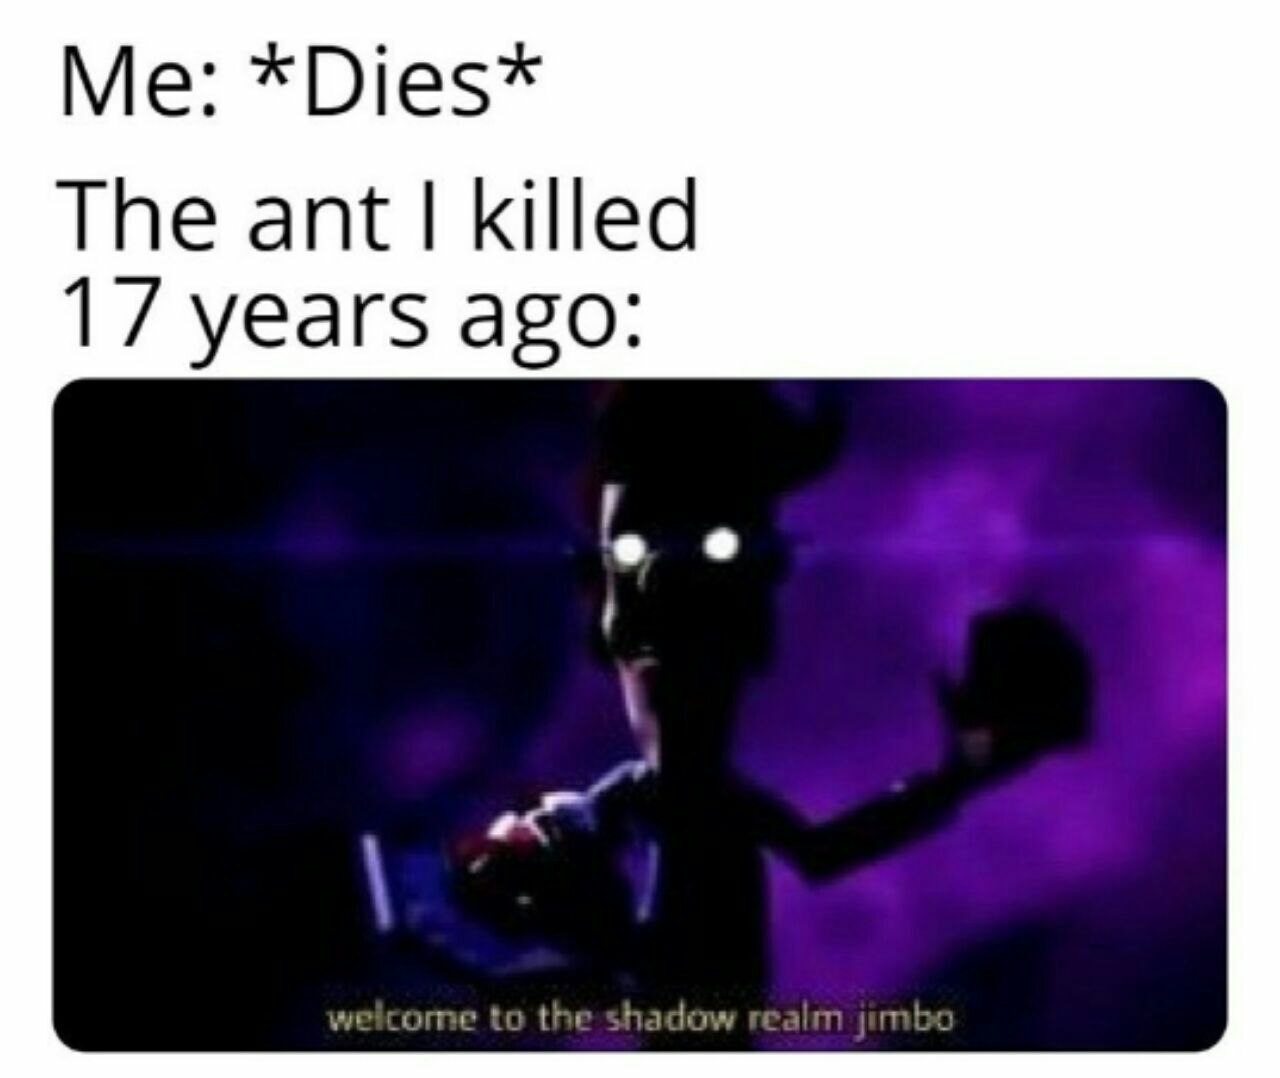 Me: *Dies*
The ant I killed
17 years ago:
welcome to the shadow realm jimbo